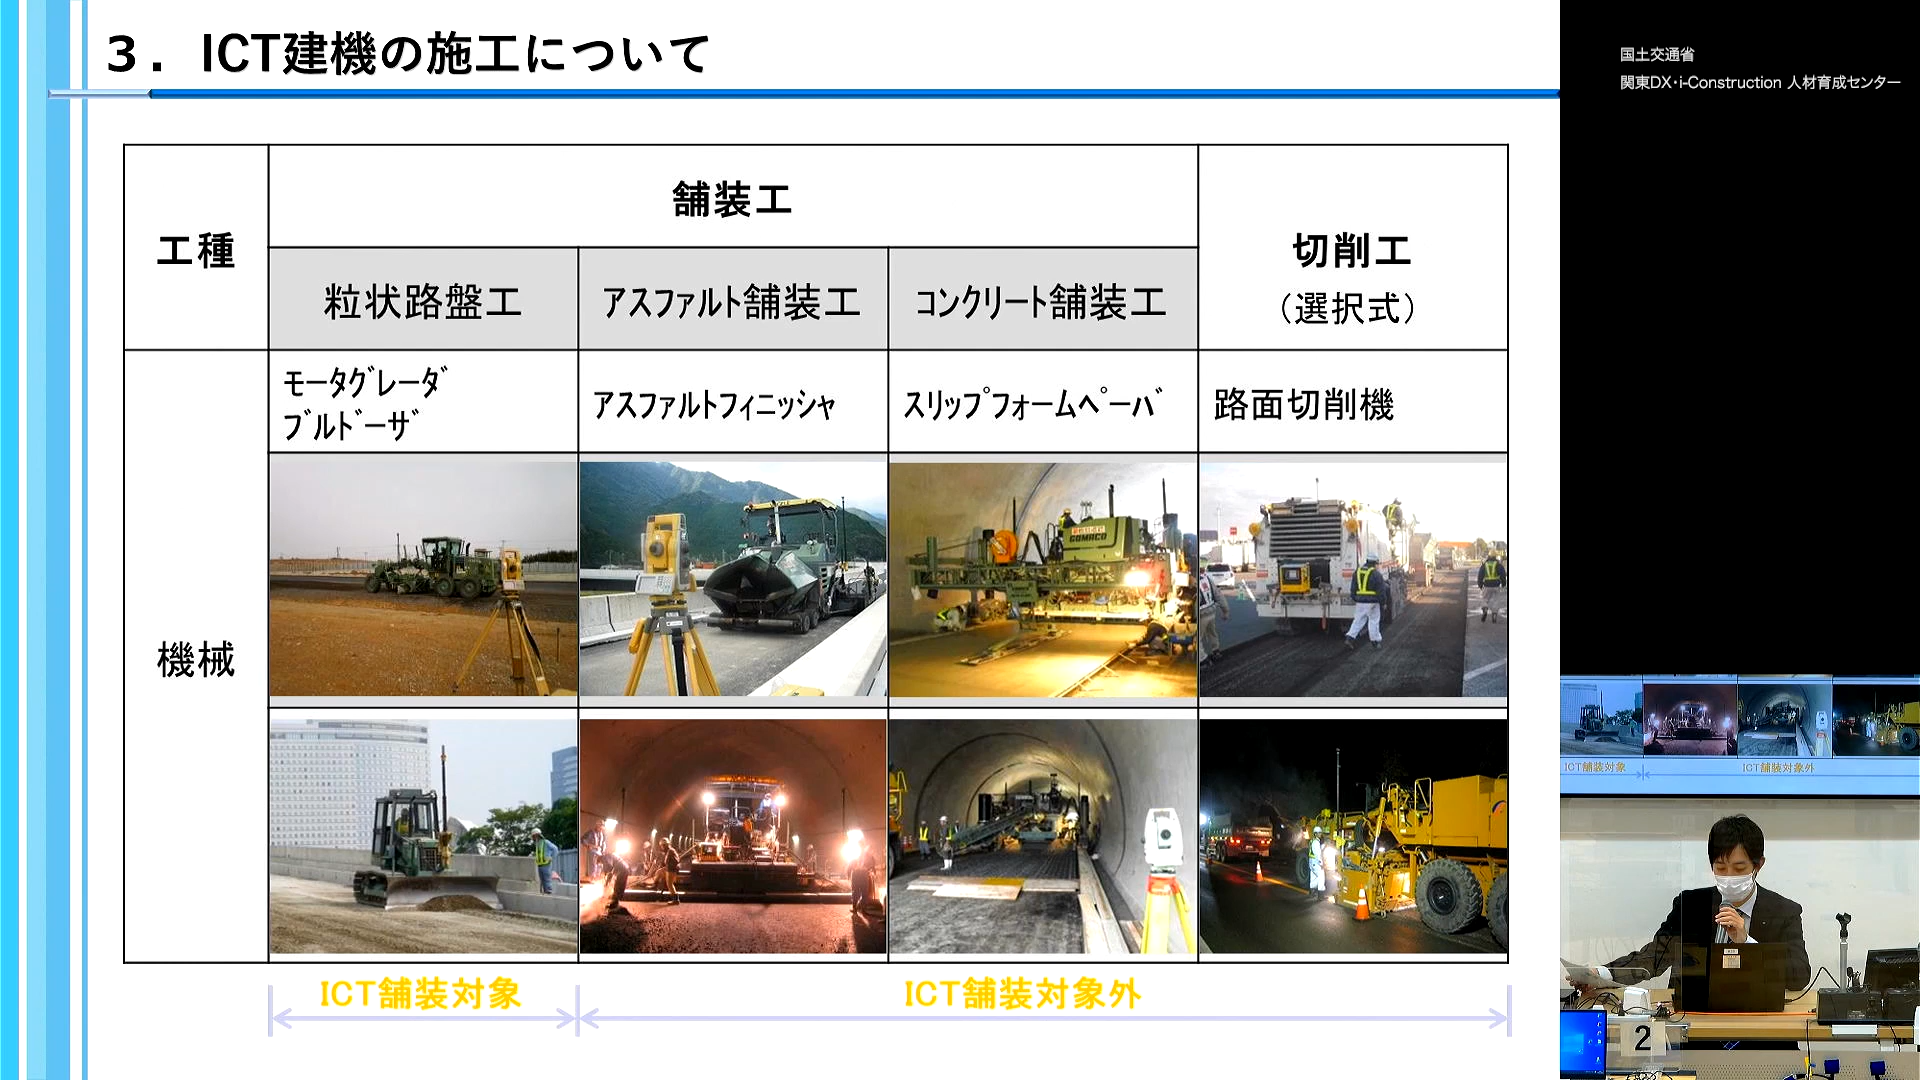 3．ICT建機の施工について
国土交通省
関東DX・i-Construction 人材育成センター
工種
舗装工
切削工
（選択式）
粒状路盤工
ｱｽﾌｧﾙﾄ舗装工
ｺﾝｸﾘｰﾄ舗装工
機械
ﾓｰﾀｸﾞﾚｰﾀﾞ
ﾌﾞﾙﾄﾞｰｻﾞ
ｱｽﾌｧﾙﾄﾌｨﾆｯｼｬ
ｽﾘｯﾌﾟﾌｫｰﾑﾍﾟｰﾊﾞ
路面切削機
GOMACO
ICT舗装対象
ICT舗装対象外
ICT舗装対象
ICT舗装対象外
2